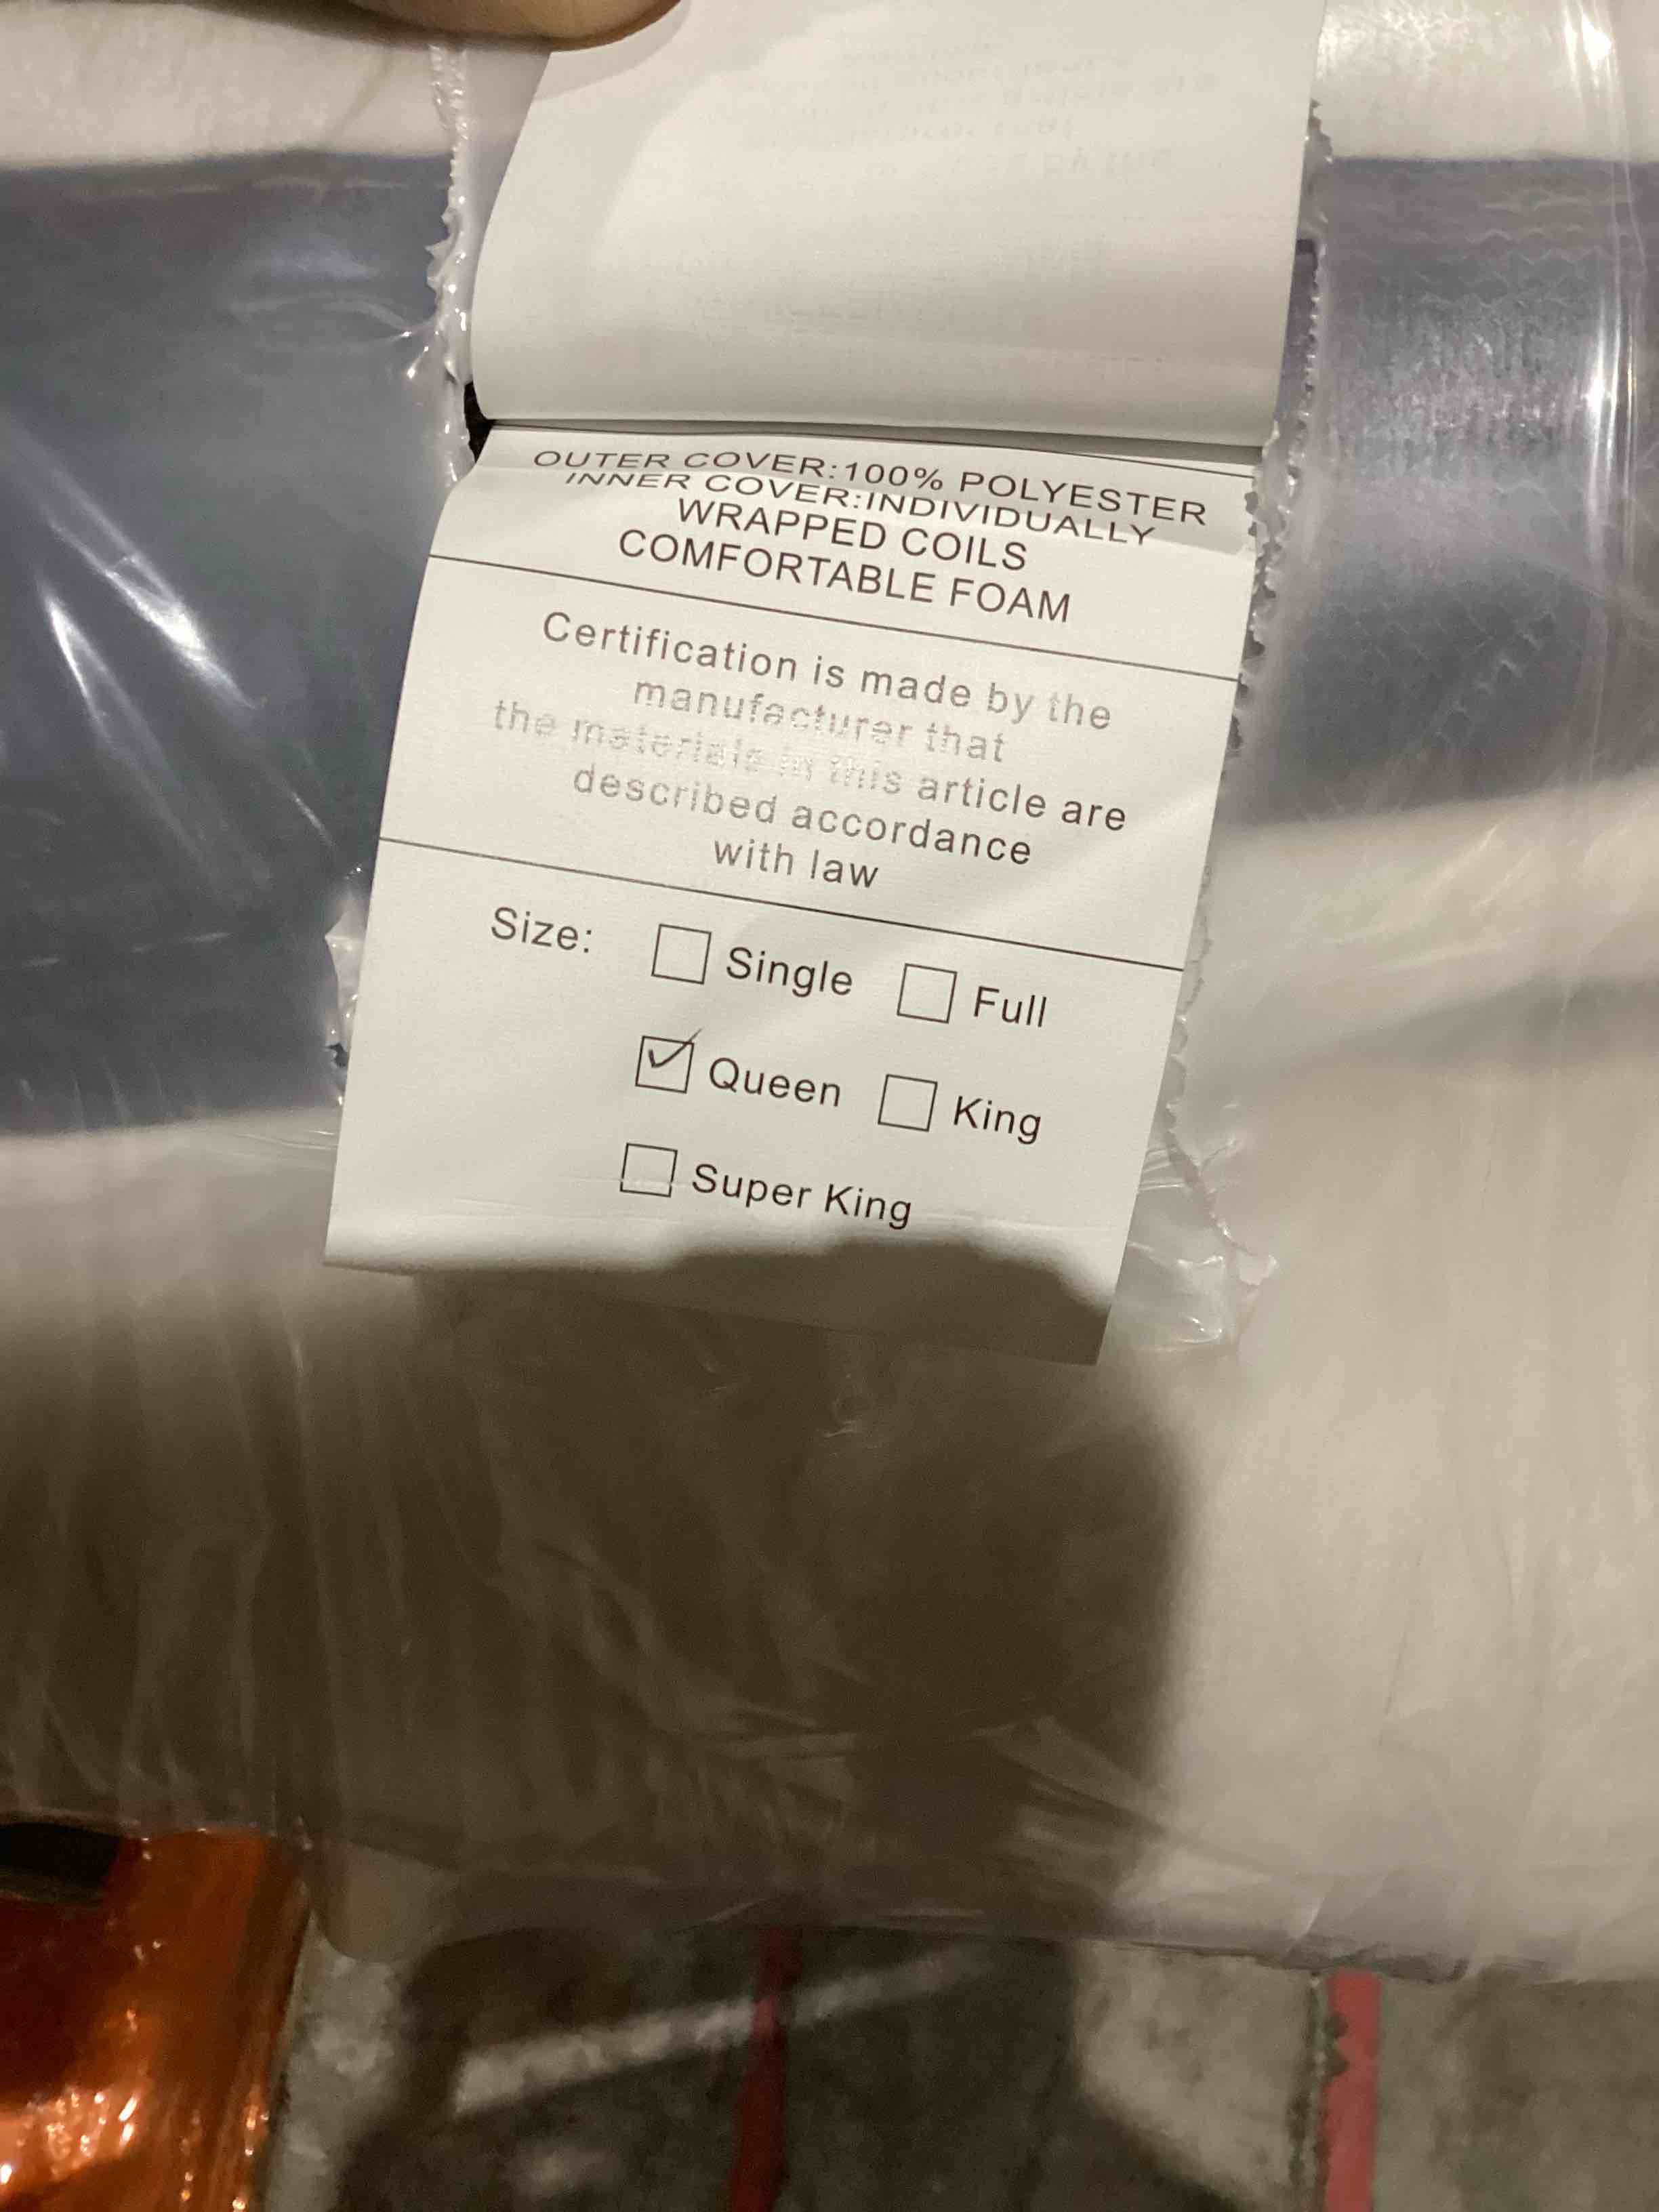 OUTER COVER:100% POLYESTER
INNER COVER:INDIVIDUALLY
WRAPPED COILS
COMFORTABLE FOAM
Certification is made by the
manufacturer that
the materials in this article are
described accordance
with law
Size: Single Full
Queen King
Super King